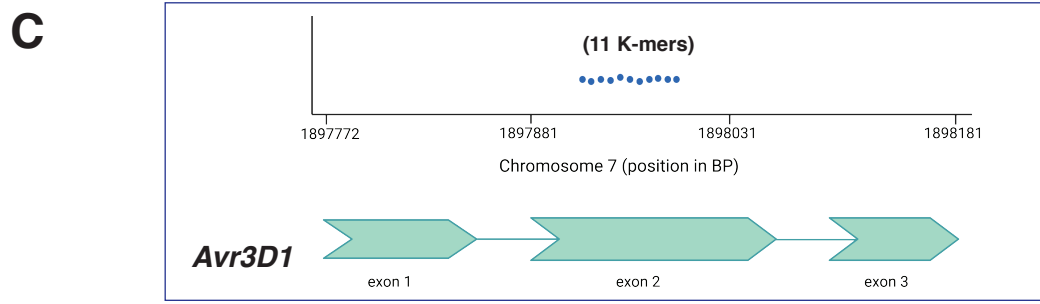 C
(11 K-mers)
1897772 1897881 1898031 1898181
Chromosome 7 (position in BP)
Avr3D1
exon 1 exon 2 exon 3